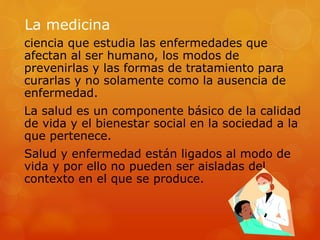 La medicina
ciencia que estudia las enfermedades que
afectan al ser humano, los modos de
prevenirlas y las formas de tratamiento para
curarlas y no solamente como la ausencia de
enfermedad.
La salud es un componente básico de la calidad
de vida y el bienestar social en la sociedad a la
que pertenece.
Salud y enfermedad están ligados al modo de
vida y por ello no pueden ser aisladas del
contexto en el que se produce.